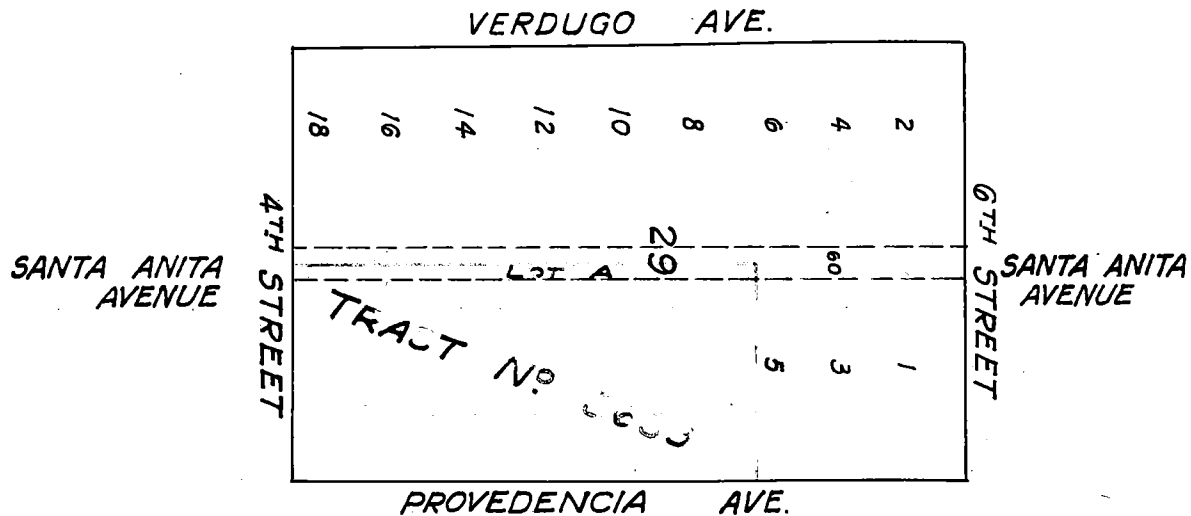 VERDUGO AVE.
18 16 14 12 10 8 6 4 2
4TH STREET
6TH STREET
SANTA ANITA
AVENUE
29
LOT A
60
SANTA ANITA
AVENUE
TRACT Nº
5 3 1
PROVEDENCIA AVE.